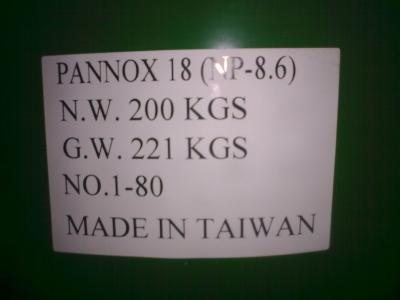 PANNOX 18 (NP-8.6)
N.W. 200 KGS
G.W. 221 KGS
NO.1-80
MADE IN TAIWAN